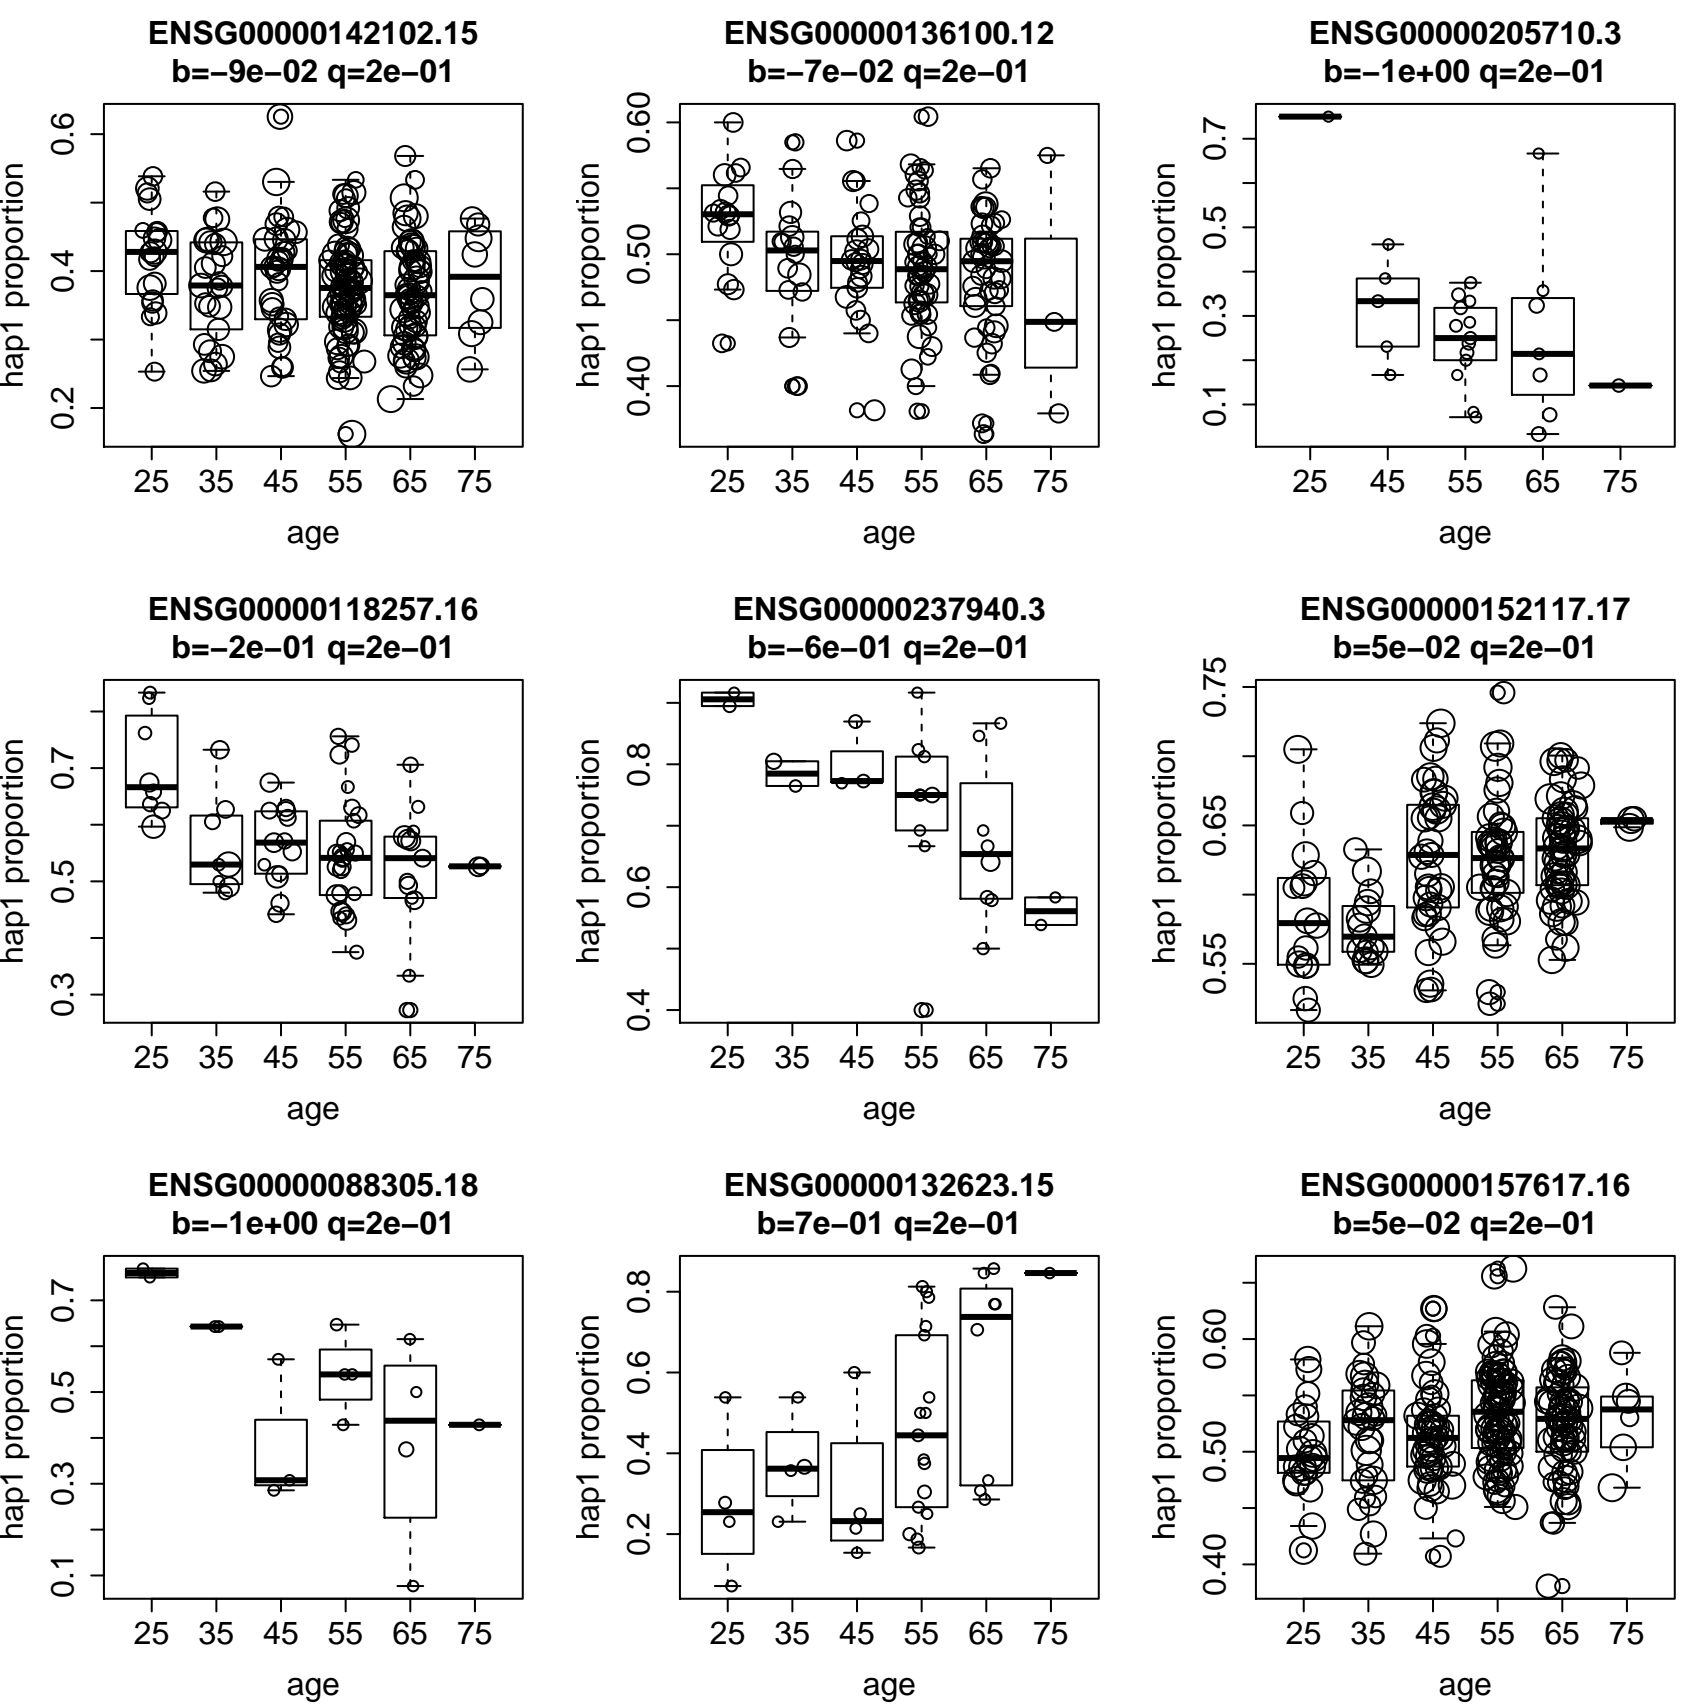 ENSG00000142102.15
b=−9e−02 q=2e−01
hap1 proportion
0.6
0.4
0.2
25 35 45 55 65 75
age
ENSG00000136100.12
b=−7e−02 q=2e−01
hap1 proportion
0.60
0.50
0.40
25 35 45 55 65 75
age
ENSG00000205710.3
b=−1e+00 q=2e−01
hap1 proportion
0.7
0.5
0.3
0.1
25 45 55 65 75
age
ENSG00000118257.16
b=−2e−01 q=2e−01
hap1 proportion
0.7
0.5
0.3
25 35 45 55 65 75
age
ENSG00000237940.3
b=−6e−01 q=2e−01
hap1 proportion
0.8
0.6
0.4
25 35 45 55 65 75
age
ENSG00000152117.17
b=5e−02 q=2e−01
hap1 proportion
0.75
0.65
0.55
25 35 45 55 65 75
age
ENSG00000088305.18
b=−1e+00 q=2e−01
hap1 proportion
0.7
0.5
0.3
0.1
25 35 45 55 65 75
age
ENSG00000132623.15
b=7e−01 q=2e−01
hap1 proportion
0.8
0.6
0.4
0.2
25 35 45 55 65 75
age
ENSG00000157617.16
b=5e−02 q=2e−01
hap1 proportion
0.60
0.50
0.40
25 35 45 55 65 75
age